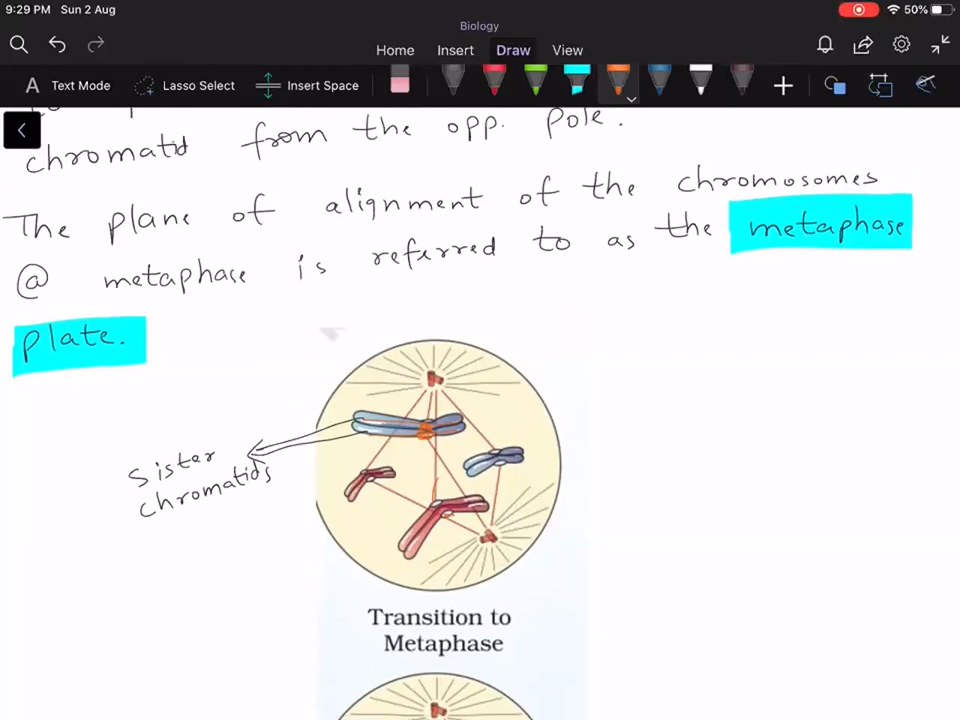 9:29 PM Sun 2 Aug
50%
Biology
Home Insert Draw View
A Text Mode Lasso Select Insert Space
chromatid from the opp. pole.
The plane of alignment of the chromosomes
@ metaphase is referred to as the metaphase
plate.
Sister
chromatids
Transition to
Metaphase